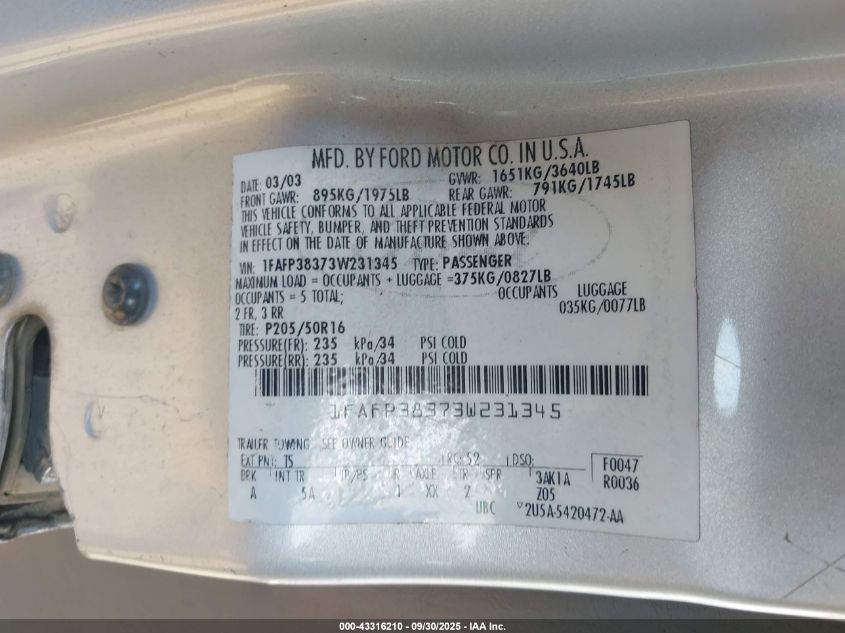 MFD. BY FORD MOTOR CO. IN U.S.A.
DATE: 03/03 GVWR: 1651KG/3640LB
FRONT GAWR: 895KG/1975LB REAR GAWR: 791KG/1745LB
THIS VEHICLE CONFORMS TO ALL APPLICABLE FEDERAL MOTOR
VEHICLE SAFETY, BUMPER, AND THEFT PREVENTION STANDARDS
IN EFFECT ON THE DATE OF MANUFACTURE SHOWN ABOVE.
VIN: 1FAFP38373W231345 TYPE: PASSENGER
MAXIMUM LOAD = OCCUPANTS + LUGGAGE =375KG/0827LB
OCCUPANTS = 5 TOTAL; OCCUPANTS LUGGAGE
2 FR, 3 RR 035KG/0077LB
TIRE: P205/50R16
PRESSURE(FR): 235 kPa/34 PSI COLD
PRESSURE(RR): 235 kPa/34 PSI COLD
1FAFP38373W231345
TRAILER TOWING - SEE OWNER GUIDE
EXT PNT: TS RC: 52 DSO: F0047
BRK INT TR TP/PS R AXLE TR SPR 3AK1A R0036
A 5A 1 XX 2 Z05
UBC 2U5A-5420472-AA
000-43316210 - 09/30/2025 - IAA Inc.